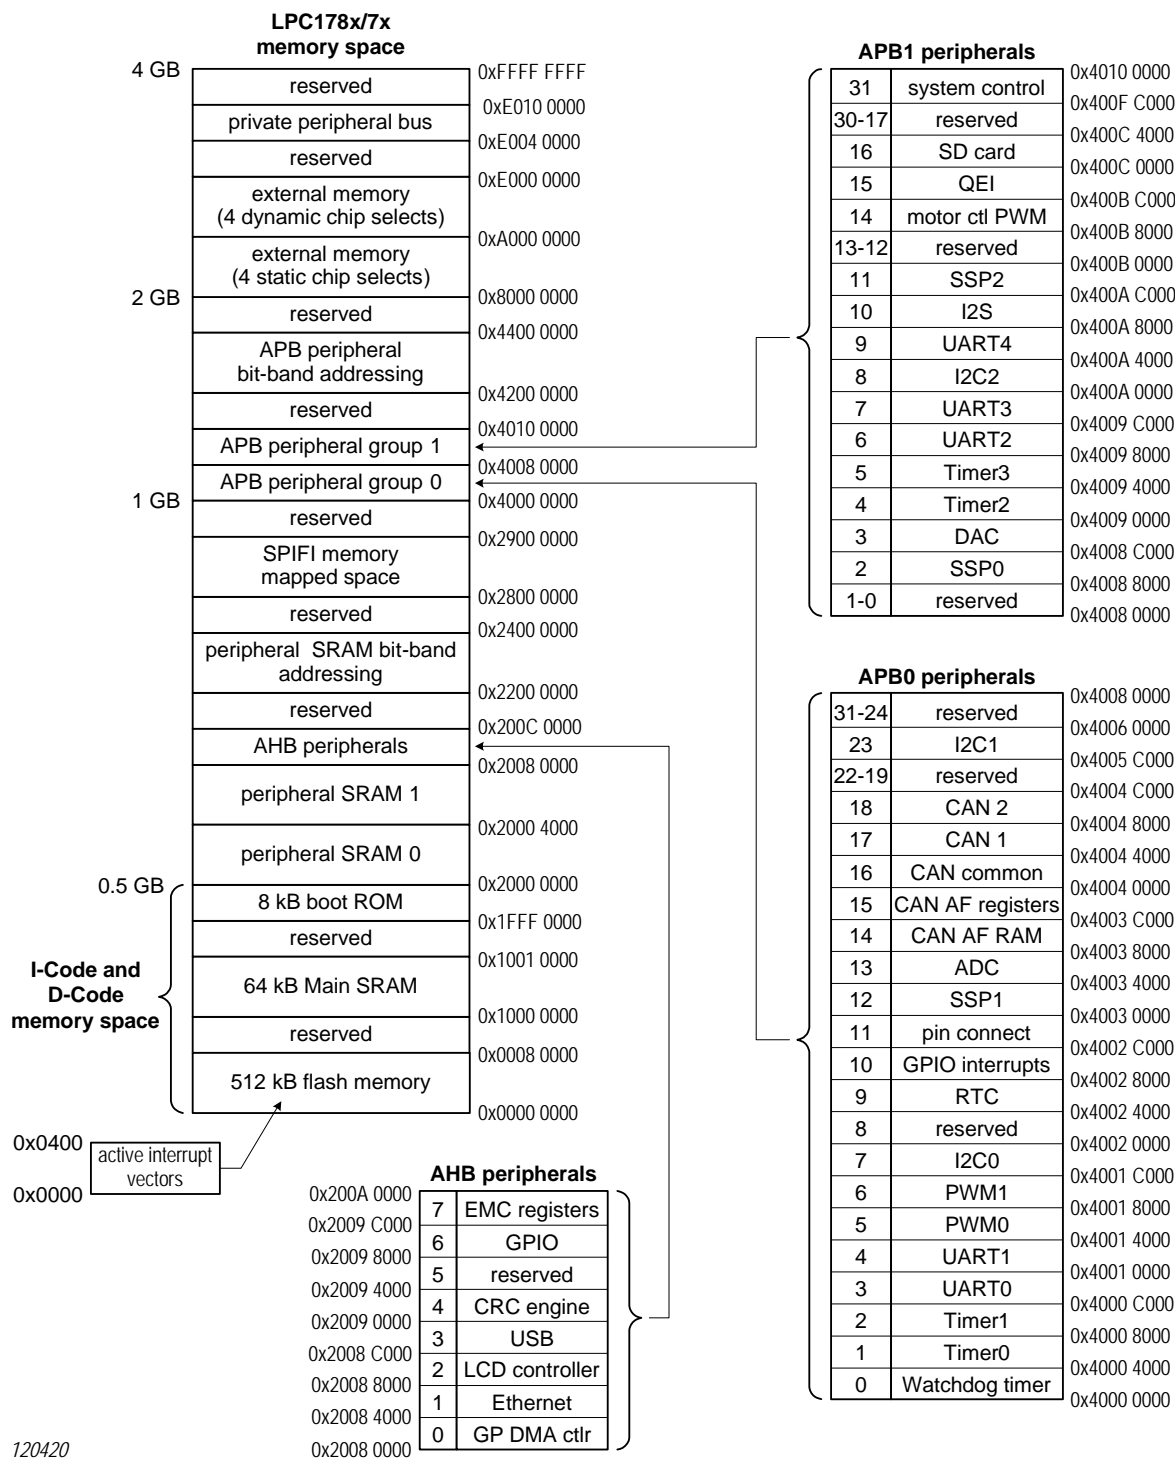 LPC178x/7x
memory space
4 GB
0xFFFF FFFF
reserved
0xE010 0000
private peripheral bus
0xE004 0000
reserved
0xE000 0000
external memory
(4 dynamic chip selects)
0xA000 0000
external memory
(4 static chip selects)
2 GB
0x8000 0000
reserved
0x4400 0000
APB peripheral
bit-band addressing
0x4200 0000
reserved
0x4010 0000
APB peripheral group 1
0x4008 0000
APB peripheral group 0
1 GB
0x4000 0000
reserved
0x2900 0000
SPIFI memory
mapped space
0x2800 0000
reserved
0x2400 0000
peripheral SRAM bit-band
addressing
0x2200 0000
reserved
0x200C 0000
AHB peripherals
0x2008 0000
peripheral SRAM 1
0x2000 4000
peripheral SRAM 0
0.5 GB
0x2000 0000
8 kB boot ROM
0x1FFF 0000
reserved
0x1001 0000
I-Code and
D-Code
memory space
64 kB Main SRAM
0x1000 0000
reserved
0x0008 0000
512 kB flash memory
0x0000 0000
0x0400
active interrupt
vectors
0x0000
AHB peripherals
0x200A 0000
7 EMC registers
0x2009 C000
6 GPIO
0x2009 8000
5 reserved
0x2009 4000
4 CRC engine
0x2009 0000
3 USB
0x2008 C000
2 LCD controller
0x2008 8000
1 Ethernet
0x2008 4000
0 GP DMA ctlr
0x2008 0000
APB1 peripherals
0x4010 0000
31 system control
0x400F C000
30-17 reserved
0x400C 4000
16 SD card
0x400C 0000
15 QEI
0x400B C000
14 motor ctl PWM
0x400B 8000
13-12 reserved
0x400B 0000
11 SSP2
0x400A C000
10 I2S
0x400A 8000
9 UART4
0x400A 4000
8 I2C2
0x400A 0000
7 UART3
0x4009 C000
6 UART2
0x4009 8000
5 Timer3
0x4009 4000
4 Timer2
0x4009 0000
3 DAC
0x4008 C000
2 SSP0
0x4008 8000
1-0 reserved
0x4008 0000
APB0 peripherals
0x4008 0000
31-24 reserved
0x4006 0000
23 I2C1
0x4005 C000
22-19 reserved
0x4004 C000
18 CAN 2
0x4004 8000
17 CAN 1
0x4004 4000
16 CAN common
0x4004 0000
15 CAN AF registers
0x4003 C000
14 CAN AF RAM
0x4003 8000
13 ADC
0x4003 4000
12 SSP1
0x4003 0000
11 pin connect
0x4002 C000
10 GPIO interrupts
0x4002 8000
9 RTC
0x4002 4000
8 reserved
0x4002 0000
7 I2C0
0x4001 C000
6 PWM1
0x4001 8000
5 PWM0
0x4001 4000
4 UART1
0x4001 0000
3 UART0
0x4000 C000
2 Timer1
0x4000 8000
1 Timer0
0x4000 4000
0 Watchdog timer
0x4000 0000
120420